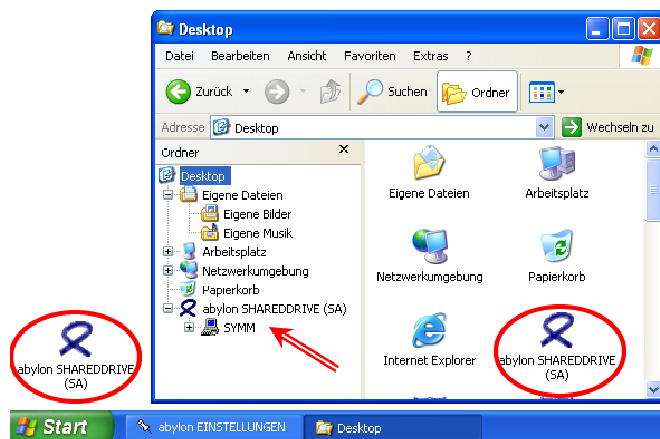 Desktop
Datei Bearbeiten Ansicht Favoriten Extras ?
Zurück Suchen Ordner
Adresse Desktop Wechseln zu
Ordner X
Desktop
Eigene Dateien
Eigene Bilder
Eigene Musik
Arbeitsplatz
Netzwerkumgebung
Papierkorb
abylon SHAREDDRIVE (SA)
SYMM
Eigene Dateien Arbeitsplatz
Netzwerkumgebung Papierkorb
Internet Explorer abylon SHAREDDRIVE
(SA)
abylon SHAREDDRIVE
(SA)
Start abylon EINSTELLUNGEN Desktop